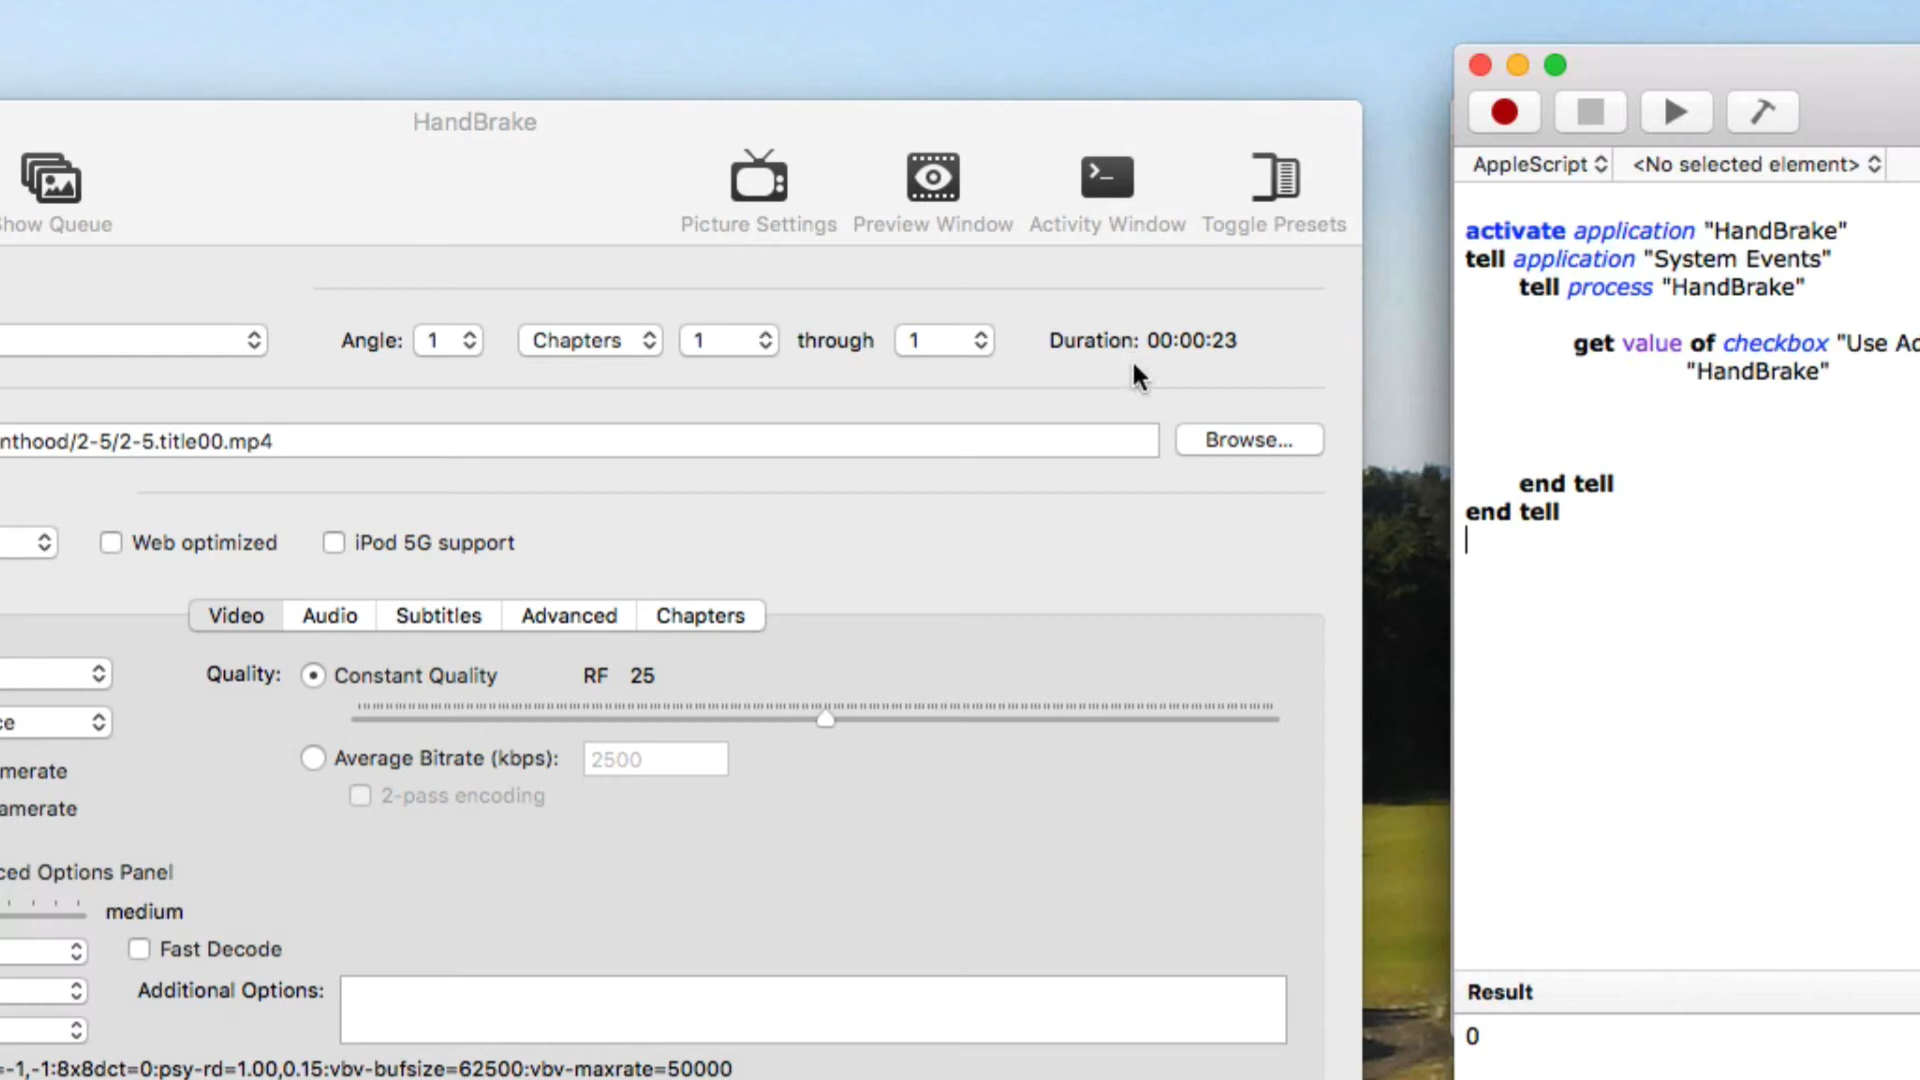 HandBrake
Show Queue
Picture Settings
Preview Window
Activity Window
Toggle Presets
Angle: 1 Chapters 1 through 1 Duration: 00:00:23
nthood/2-5/2-5.title00.mp4 Browse...
Web optimized iPod 5G support
Video Audio Subtitles Advanced Chapters
Quality: Constant Quality RF 25
ce
Average Bitrate (kbps): 2500
merate
2-pass encoding
amerate
ced Options Panel
medium
Fast Decode
Additional Options:
=-1,-1:8x8dct=0:psy-rd=1.00,0.15:vbv-bufsize=62500:vbv-maxrate=50000
AppleScript <No selected element>
activate application "HandBrake"
tell application "System Events"
tell process "HandBrake"
get value of checkbox "Use Ad
"HandBrake"
end tell
end tell
Result
0